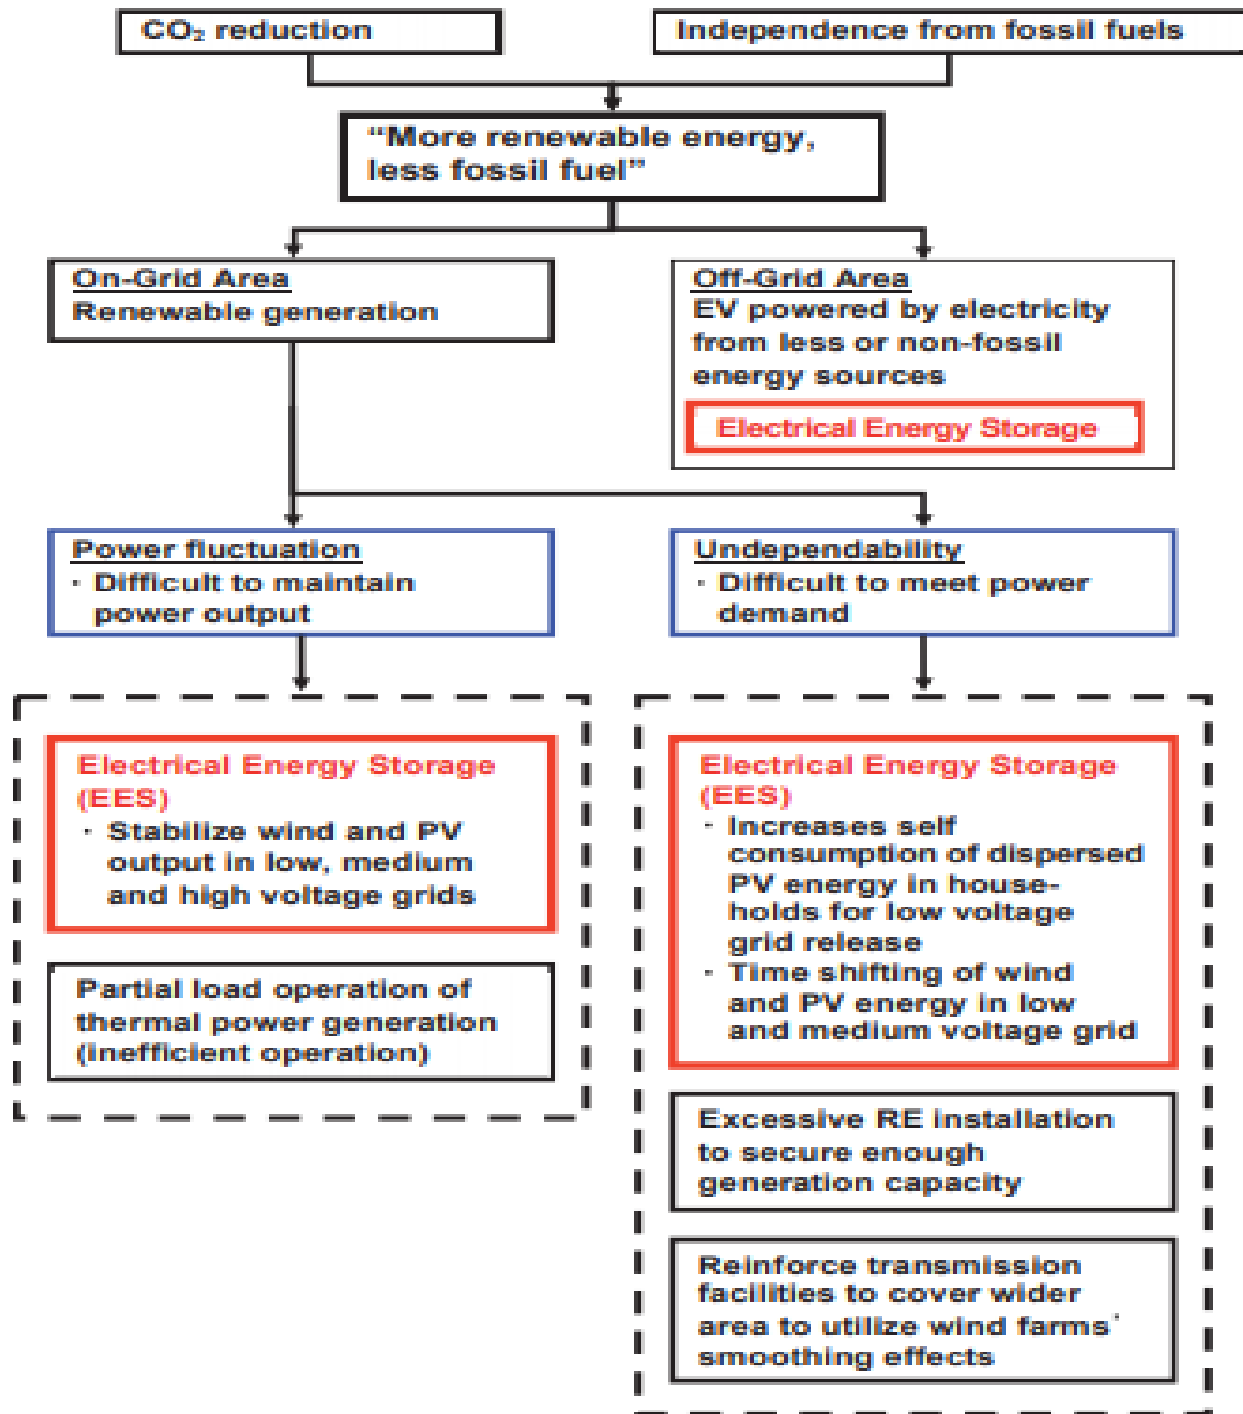 CO₂ reduction
Independence from fossil fuels
“More renewable energy,
less fossil fuel”
On-Grid Area
Renewable generation
Off-Grid Area
EV powered by electricity
from less or non-fossil
energy sources
Electrical Energy Storage
Power fluctuation
· Difficult to maintain
power output
Undependability
· Difficult to meet power
demand
Electrical Energy Storage
(EES)
· Stabilize wind and PV
output in low, medium
and high voltage grids
Partial load operation of
thermal power generation
(inefficient operation)
Electrical Energy Storage
(EES)
· Increases self
consumption of dispersed
PV energy in house-
holds for low voltage
grid release
· Time shifting of wind
and PV energy in low
and medium voltage grid
Excessive RE installation
to secure enough
generation capacity
Reinforce transmission
facilities to cover wider
area to utilize wind farms’
smoothing effects